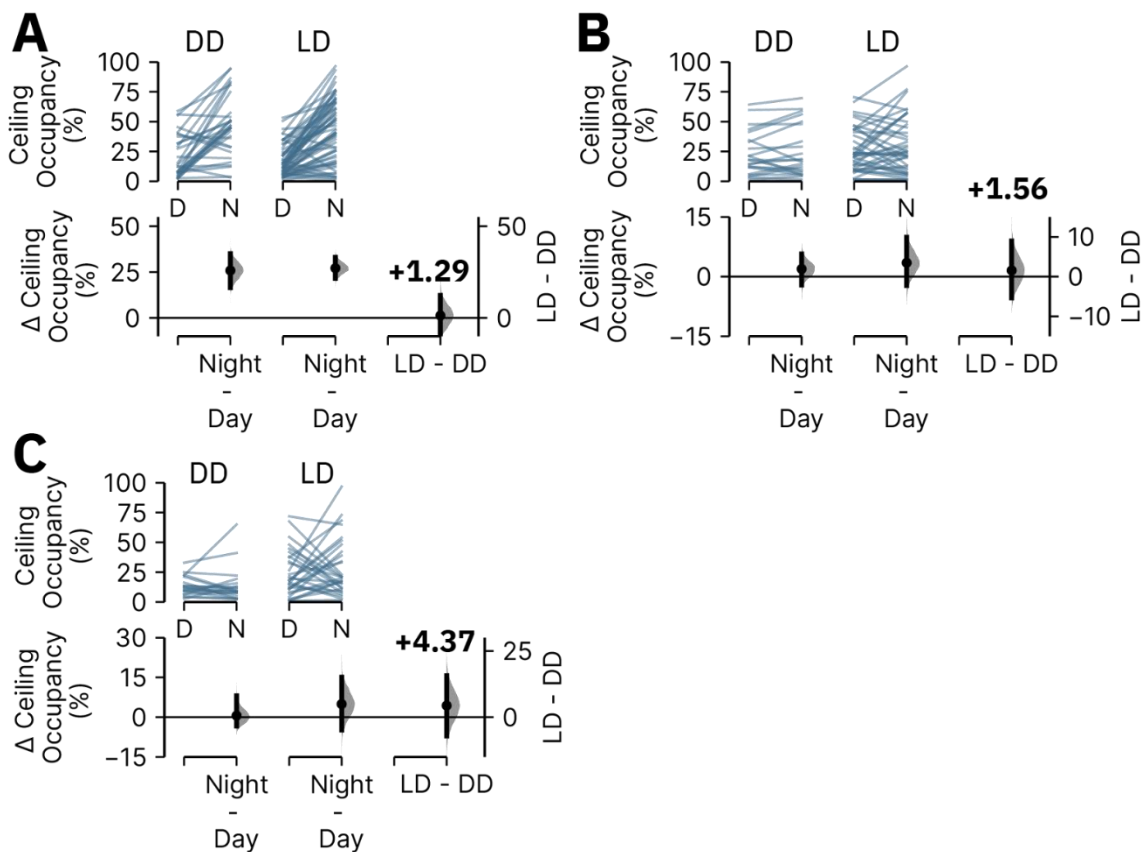 A
DD LD
100
75
50
25
0
Ceiling
Occupancy
(%)
D N D N
50
25
0
Δ Ceiling
Occupancy
(%)
+1.29
50
0
LD - DD
Night Night LD - DD
- -
Day Day
B
DD LD
100
75
50
25
0
Ceiling
Occupancy
(%)
D N D N
15
0
−15
Δ Ceiling
Occupancy
(%)
+1.56
10
0
−10
LD - DD
Night Night LD - DD
- -
Day Day
C
DD LD
100
75
50
25
0
Ceiling
Occupancy
(%)
D N D N
30
15
0
−15
Δ Ceiling
Occupancy
(%)
+4.37
25
0
LD - DD
Night Night LD - DD
- -
Day Day